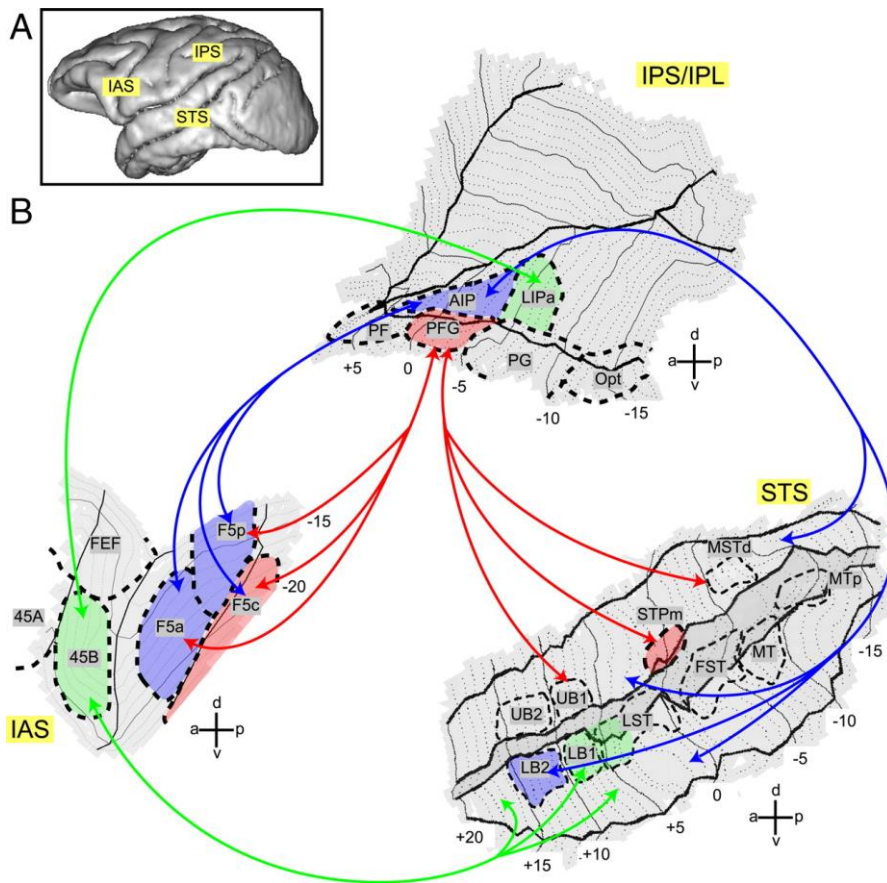 A
IPS
IAS
STS
IPS/IPL
B
AIP
LIPa
PF
PFG
+5
0
-5
PG
Opt
-10
-15
d
a
p
v
STS
FEF
F5p
-15
-20
F5c
45A
F5a
45B
IAS
d
a
p
v
MSTd
MTp
STPm
FST
MT
-15
UB1
UB2
LST
-10
LB1
LB2
-5
0
+5
+10
+15
+20
d
a
p
v